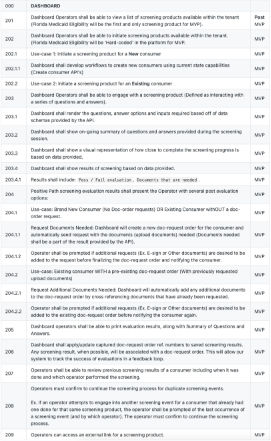 000 DASHBOARD
201 Dashboard Operators shall be able to view a list of screening products available within the tenant Past
(Florida Medicaid Eligibility will be the first and only screening product for MVP). MVP
202 Dashboard Operators shall be able to initiate screening products available within the tenant.
(Florida Medicaid Eligibility will be 'Hard-coded' in the platform for MVP. MVP
202.1 Use-case 1: Initiate a screening product for a New consumer MVP
202.1.1 Dashboard shall develop workflows to create new consumers using current state capabilities
(Create consumer API's). MVP
202.2 Use-case 2: Initiate a screening product for an Existing consumer MVP
203 Dashboard Operators shall be able to engage with a screening product (Defined as interacting with
a series of questions and answers). MVP
203.1 Dashboard shall render the questions, answer options and inputs required based off of data
schemas provided by the API. MVP
203.2 Dashboard shall show on-going summary of questions and answers provided during the screening
session. MVP
203.3 Dashboard shall show a visual representation of how close to complete the screening progress is
based on data provided. MVP
203.4 Dashboard shall show results of screening based on data provided. MVP
203.4.1 Results shall include: Pass / Fail evaluation. Documents that are needed. MVP
204 Positive Path screening evaluation results shall present the Operator with several post evaluation
options: MVP
204.1 Use-case: Brand New Consumer (No Doc-order requests) OR Existing Consumer withOUT a doc-
order request. MVP
204.1.1 Request Documents Needed: Dashboard will create a new doc-request order for the consumer and
automatically seed request with the documents (upload documents) needed (Documents needed
shall be a part of the result provided by the API). MVP
204.1.2 Operator shall be prompted if additional requests (Ex. E-sign or Other documents) are desired to be
added to the request before finalizing the doc-request order and notifying the consumer. MVP
204.2 Use-case: Existing consumer WITH a pre-existing doc-request order (With previously requested
upload documents) MVP
204.2.1 Request Additional Documents Needed: Dashboard will automatically add any additional documents
to the doc-request order by cross referencing documents that have already been requested. MVP
204.2.2 Operator shall be prompted if additional requests (Ex. E-sign or Other documents) are desired to be
added to the existing doc-request order before notifying the consumer again. MVP
205 Dashboard operators shall be able to print evaluation results, along with Summary of Questions and
Answers. MVP
206 Dashboard shall apply/update captured doc-request order ref. numbers to saved screening results.
Any screening result, when possible, will be associated with a doc-request order. This will allow our
system to track the success of evaluations in a feedback loop. MVP
207 Operators shall be able to review previous screening results of a consumer including when it was
done and which operator performed the screening. MVP
Operators must confirm to continue the screening process for duplicate screening events.
208 Ex. If an operator attempts to engage into another screening event for a consumer that already had
one done for that same screening product, the operator shall be prompted of the last occurrence of
a screening event (and by which operator). The operator must confirm to continue the screening
process. MVP
209 Operators can access an external link for a screening product. MVP